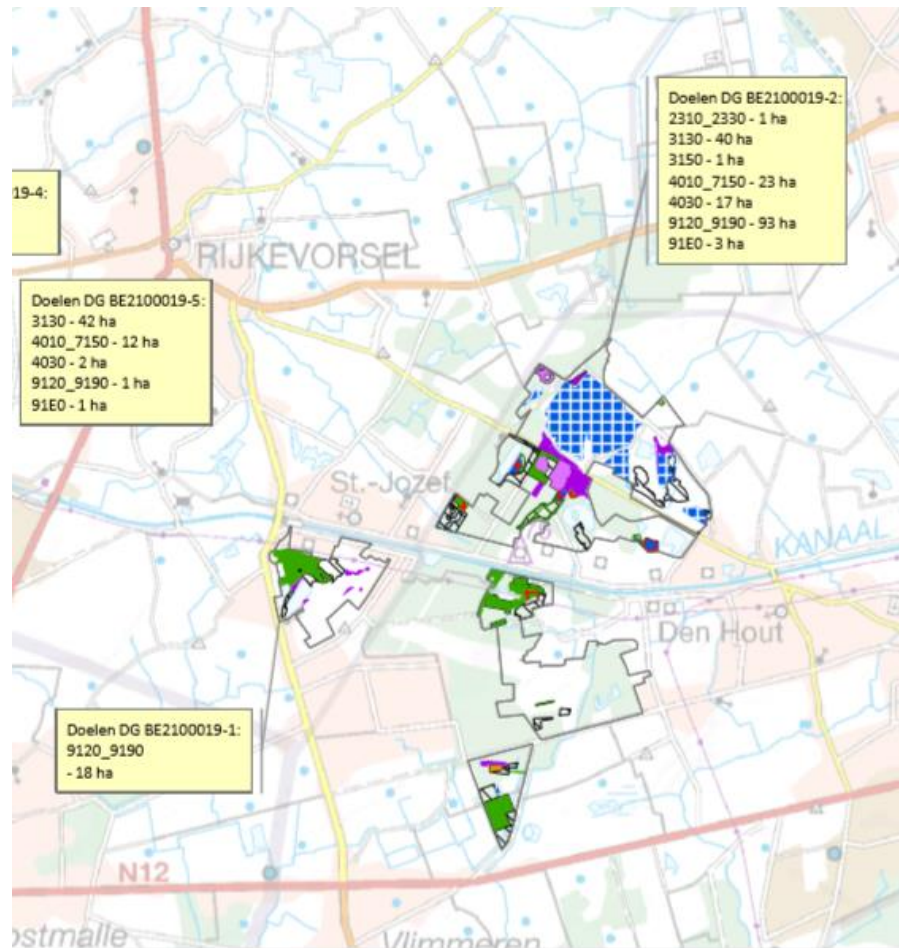 Doelen DG BE2100019-2:
2310_2330 - 1 ha
3130 - 40 ha
3150 - 1 ha
4010_7150 - 23 ha
4030 - 17 ha
9120_9190 - 93 ha
91E0 - 3 ha
19-4:
RIJKEVORSEL
Doelen DG BE2100019-5:
3130 - 42 ha
4010_7150 - 12 ha
4030 - 2 ha
9120_9190 - 1 ha
91E0 - 1 ha
St.-Jozef
KANAAL
Den Hout
Doelen DG BE2100019-1:
9120_9190
- 18 ha
N12
ostmalle
Vlimmeren